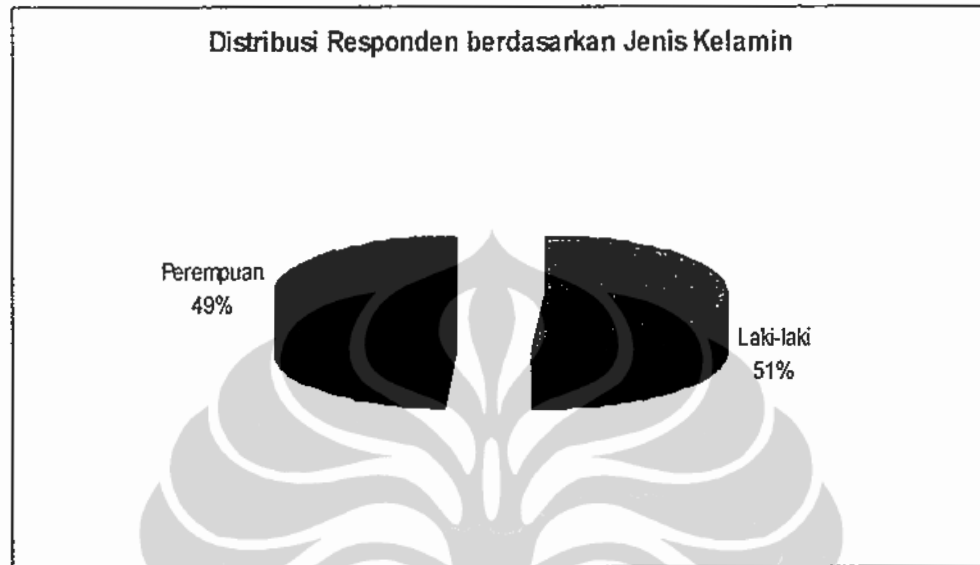 Distribusi Responden berdasarkan Jenis Kelamin
Perempuan
49%
Laki-laki
51%